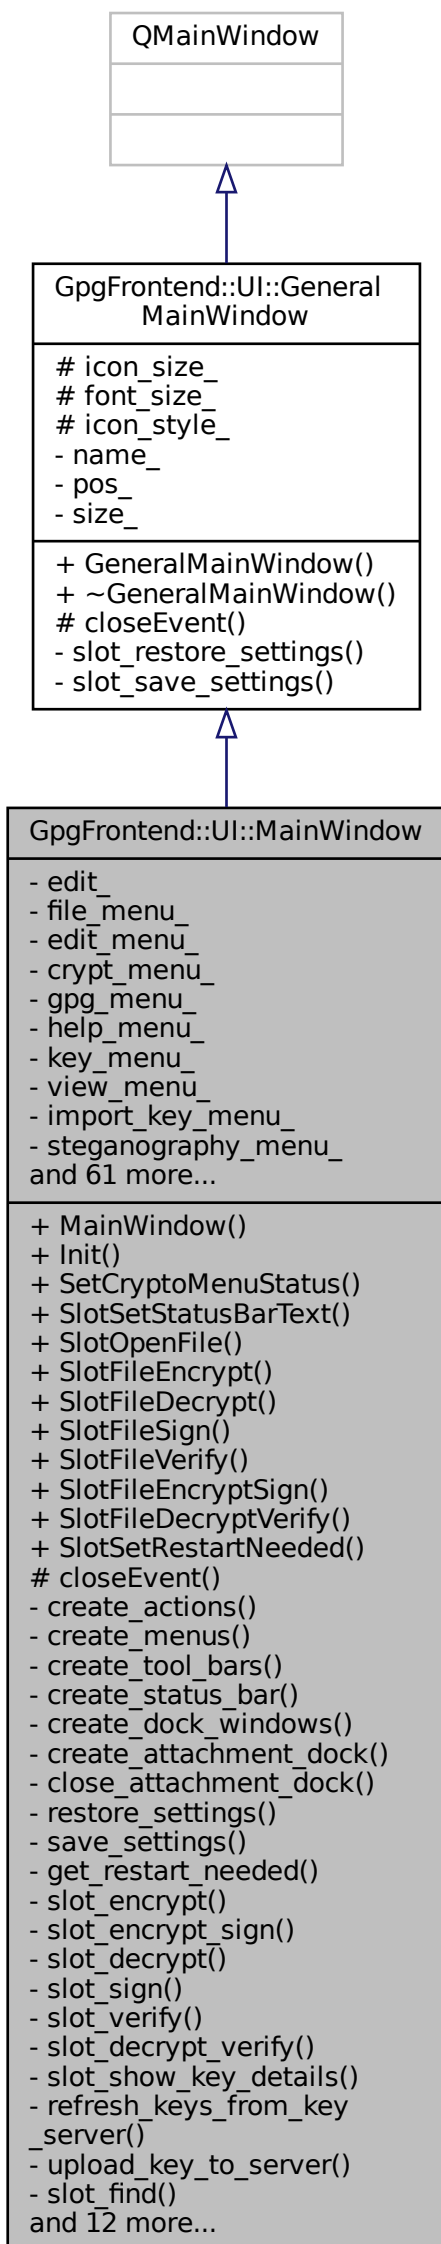 QMainWindow
GpgFrontend::UI::General
MainWindow
# icon_size_
# font_size_
# icon_style_
- name_
- pos_
- size_
+ GeneralMainWindow()
+ ~GeneralMainWindow()
# closeEvent()
- slot_restore_settings()
- slot_save_settings()
GpgFrontend::UI::MainWindow
- edit_
- file_menu_
- edit_menu_
- crypt_menu_
- gpg_menu_
- help_menu_
- key_menu_
- view_menu_
- import_key_menu_
- steganography_menu_
and 61 more...
+ MainWindow()
+ Init()
+ SetCryptoMenuStatus()
+ SlotSetStatusBarText()
+ SlotOpenFile()
+ SlotFileEncrypt()
+ SlotFileDecrypt()
+ SlotFileSign()
+ SlotFileVerify()
+ SlotFileEncryptSign()
+ SlotFileDecryptVerify()
+ SlotSetRestartNeeded()
# closeEvent()
- create_actions()
- create_menus()
- create_tool_bars()
- create_status_bar()
- create_dock_windows()
- create_attachment_dock()
- close_attachment_dock()
- restore_settings()
- save_settings()
- get_restart_needed()
- slot_encrypt()
- slot_encrypt_sign()
- slot_decrypt()
- slot_sign()
- slot_verify()
- slot_decrypt_verify()
- slot_show_key_details()
- refresh_keys_from_key
_server()
- upload_key_to_server()
- slot_find()
and 12 more...